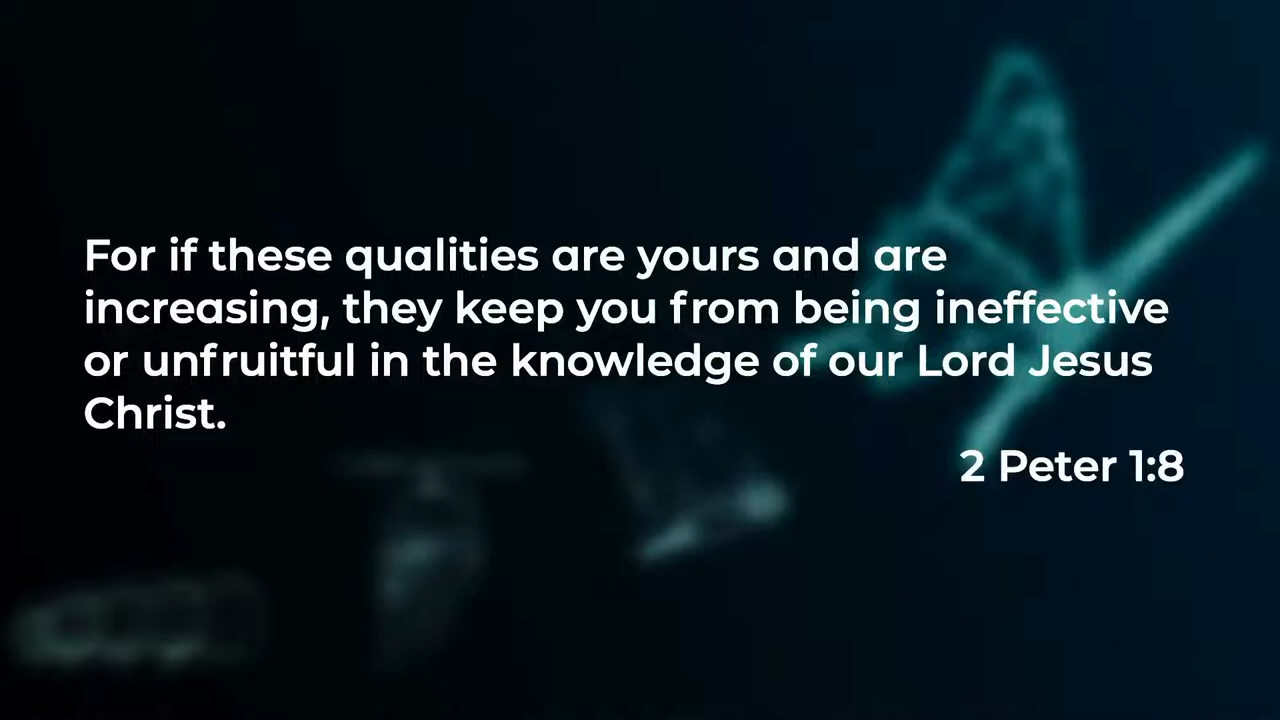 For if these qualities are yours and are
increasing, they keep you from being ineffective
or unfruitful in the knowledge of our Lord Jesus
Christ.
2 Peter 1:8